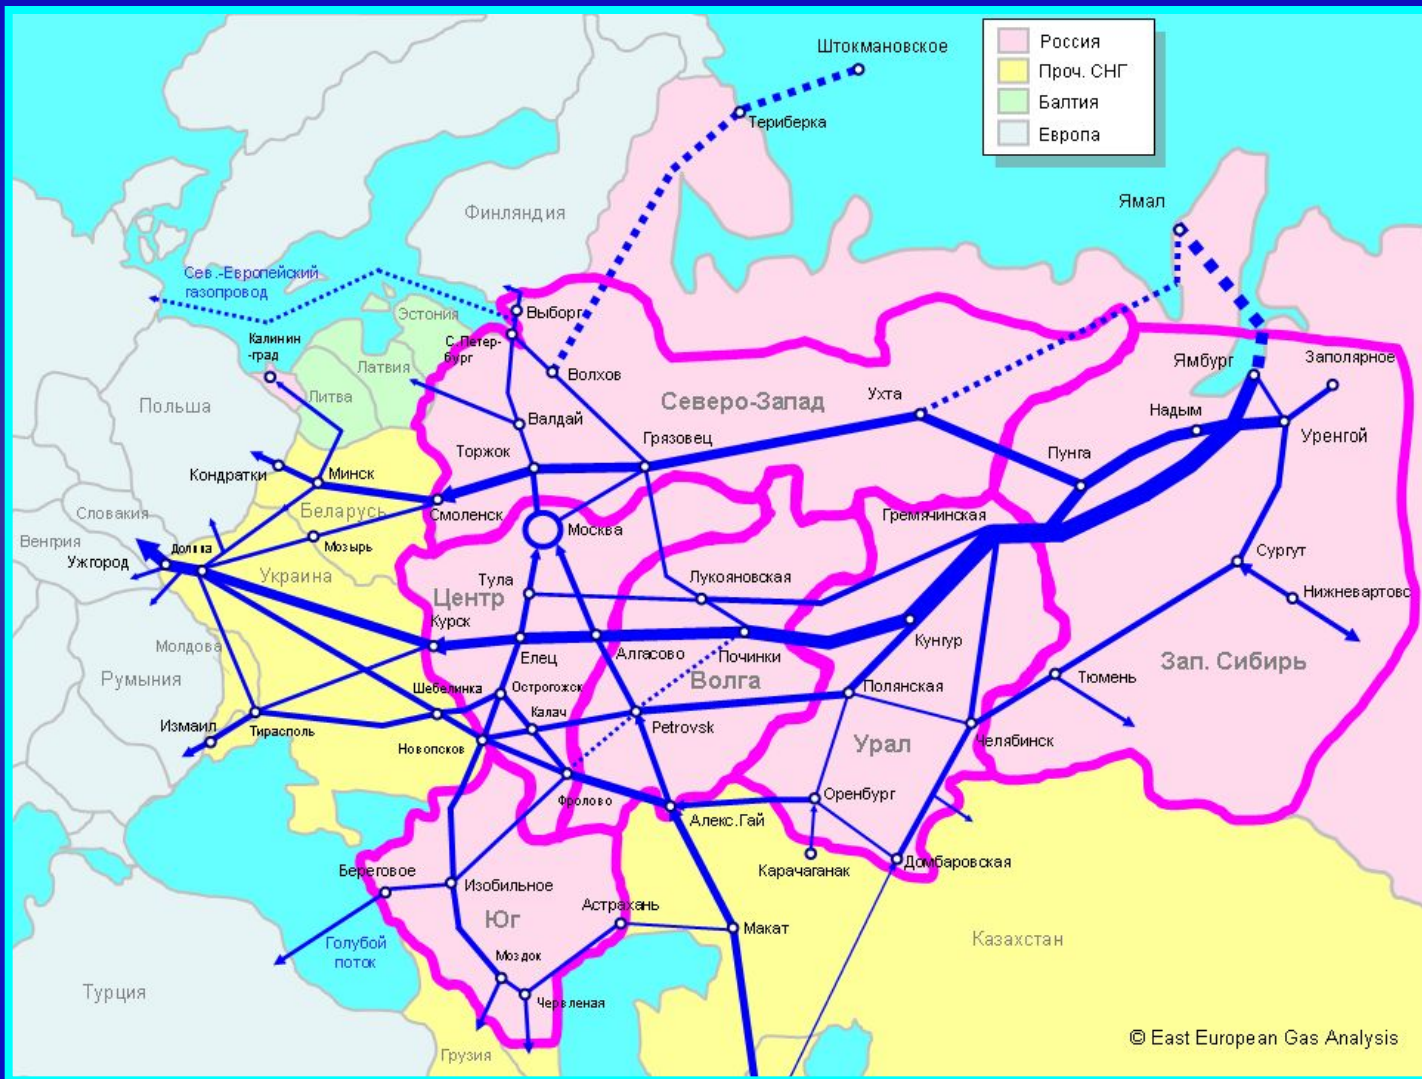 Штокмановское
Россия
Проч. СНГ
Балтия
Европа
Териберка
Ямал
Финляндия
Сев.-Европейский
газопровод
Эстония
Выборг
С.Петер-
бург
Калинин
-град
Латвия
Волхов
Ямбург
Заполярное
Литва
Польша
Северо-Запад
Ухта
Надым
Валдай
Уренгой
Грязовец
Торжок
Пунга
Кондратки
Минск
Словакия
Беларусь
Смоленск
Москва
Гремячинская
Венгрия
Долина
Мозырь
Сургут
Ужгород
Украина
Тула
Лукояновская
Нижневартовс
Центр
Курск
Кунгур
Молдова
Елец
Алгасово
Починки
Зап. Сибирь
Румыния
Волга
Тюмень
Шебелинка
Острогожск
Полянская
Измаил
Тирасполь
Калач
Petrovsk
Новопсков
Урал
Челябинск
Фролово
Оренбург
Алекс.Гай
Береговое
Карачаганак
Домбаровская
Изобильное
Астрахань
Юг
Макат
Казахстан
Голубой
поток
Моздок
Турция
Червленая
Грузия
© East European Gas Analysis